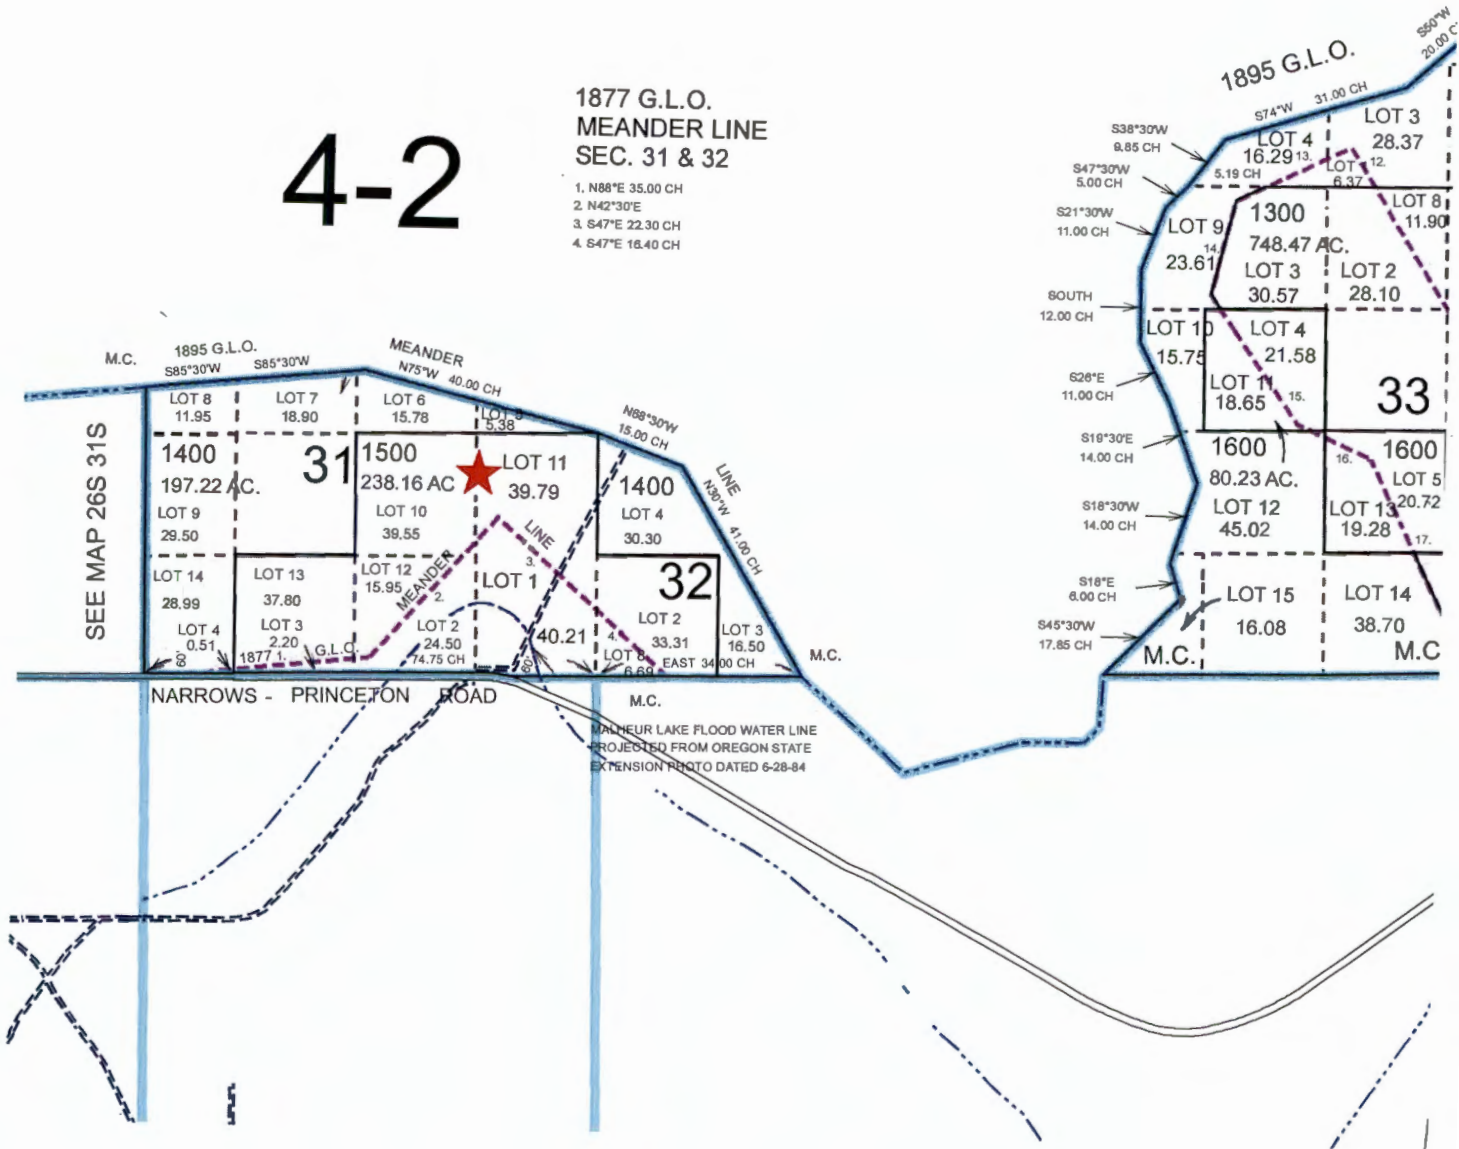 4-2
1877 G.L.O.
MEANDER LINE
SEC. 31 & 32
1. N88°E 35.00 CH
2. N42°30'E
3. S47°E 22.30 CH
4. S47°E 16.40 CH
1895 G.L.O.
S50°W
S74°W 31.00 CH
S38°30'W
9.85 CH
S47°30'W
5.00 CH
S21°30'W
11.00 CH
SOUTH
12.00 CH
S26°E
11.00 CH
S19°30'E
14.00 CH
S18°30'W
14.00 CH
S18°E
6.00 CH
S45°30'W
17.85 CH
LOT 3
28.37
LOT 4
16.29
13.
12.
5.19 CH
LOT
6.37
LOT 8
11.90
LOT 9
23.61
14.
1300
748.47 AC.
LOT 3
30.57
LOT 2
28.10
LOT 10
15.75
LOT 4
21.58
LOT 11
18.65
15.
33
1600
80.23 AC.
LOT 12
45.02
16.
1600
LOT 5
20.72
LOT 13
19.28
17.
LOT 15
16.08
LOT 14
38.70
M.C.
M.C
M.C.
1895 G.L.O.
S85°30'W
S85°30'W
MEANDER
N75°W 40.00 CH
N68°30'W
15.00 CH
LINE
N30°W 41.00 CH
SEE MAP 26S 31S
LOT 8
11.95
LOT 7
18.90
LOT 6
15.78
LOT 5
5.38
1400
197.22 AC.
31
1500
238.16 AC
LOT 11
39.79
1400
LOT 4
30.30
LOT 9
29.50
LOT 10
39.55
LOT 14
28.99
LOT 13
37.80
LOT 12
15.95
MEANDER
2.
LINE
3.
LOT 1
40.21
32
LOT 4
0.51
60'
LOT 3
2.20
1877 1.
G.L.O.
LOT 2
24.50
74.75 CH
60'
4.
LOT 8
6.69
LOT 2
33.31
EAST 34.00 CH
LOT 3
16.50
M.C.
NARROWS - PRINCETON ROAD
M.C.
MALHEUR LAKE FLOOD WATER LINE
PROJECTED FROM OREGON STATE
EXTENSION PHOTO DATED 6-28-84